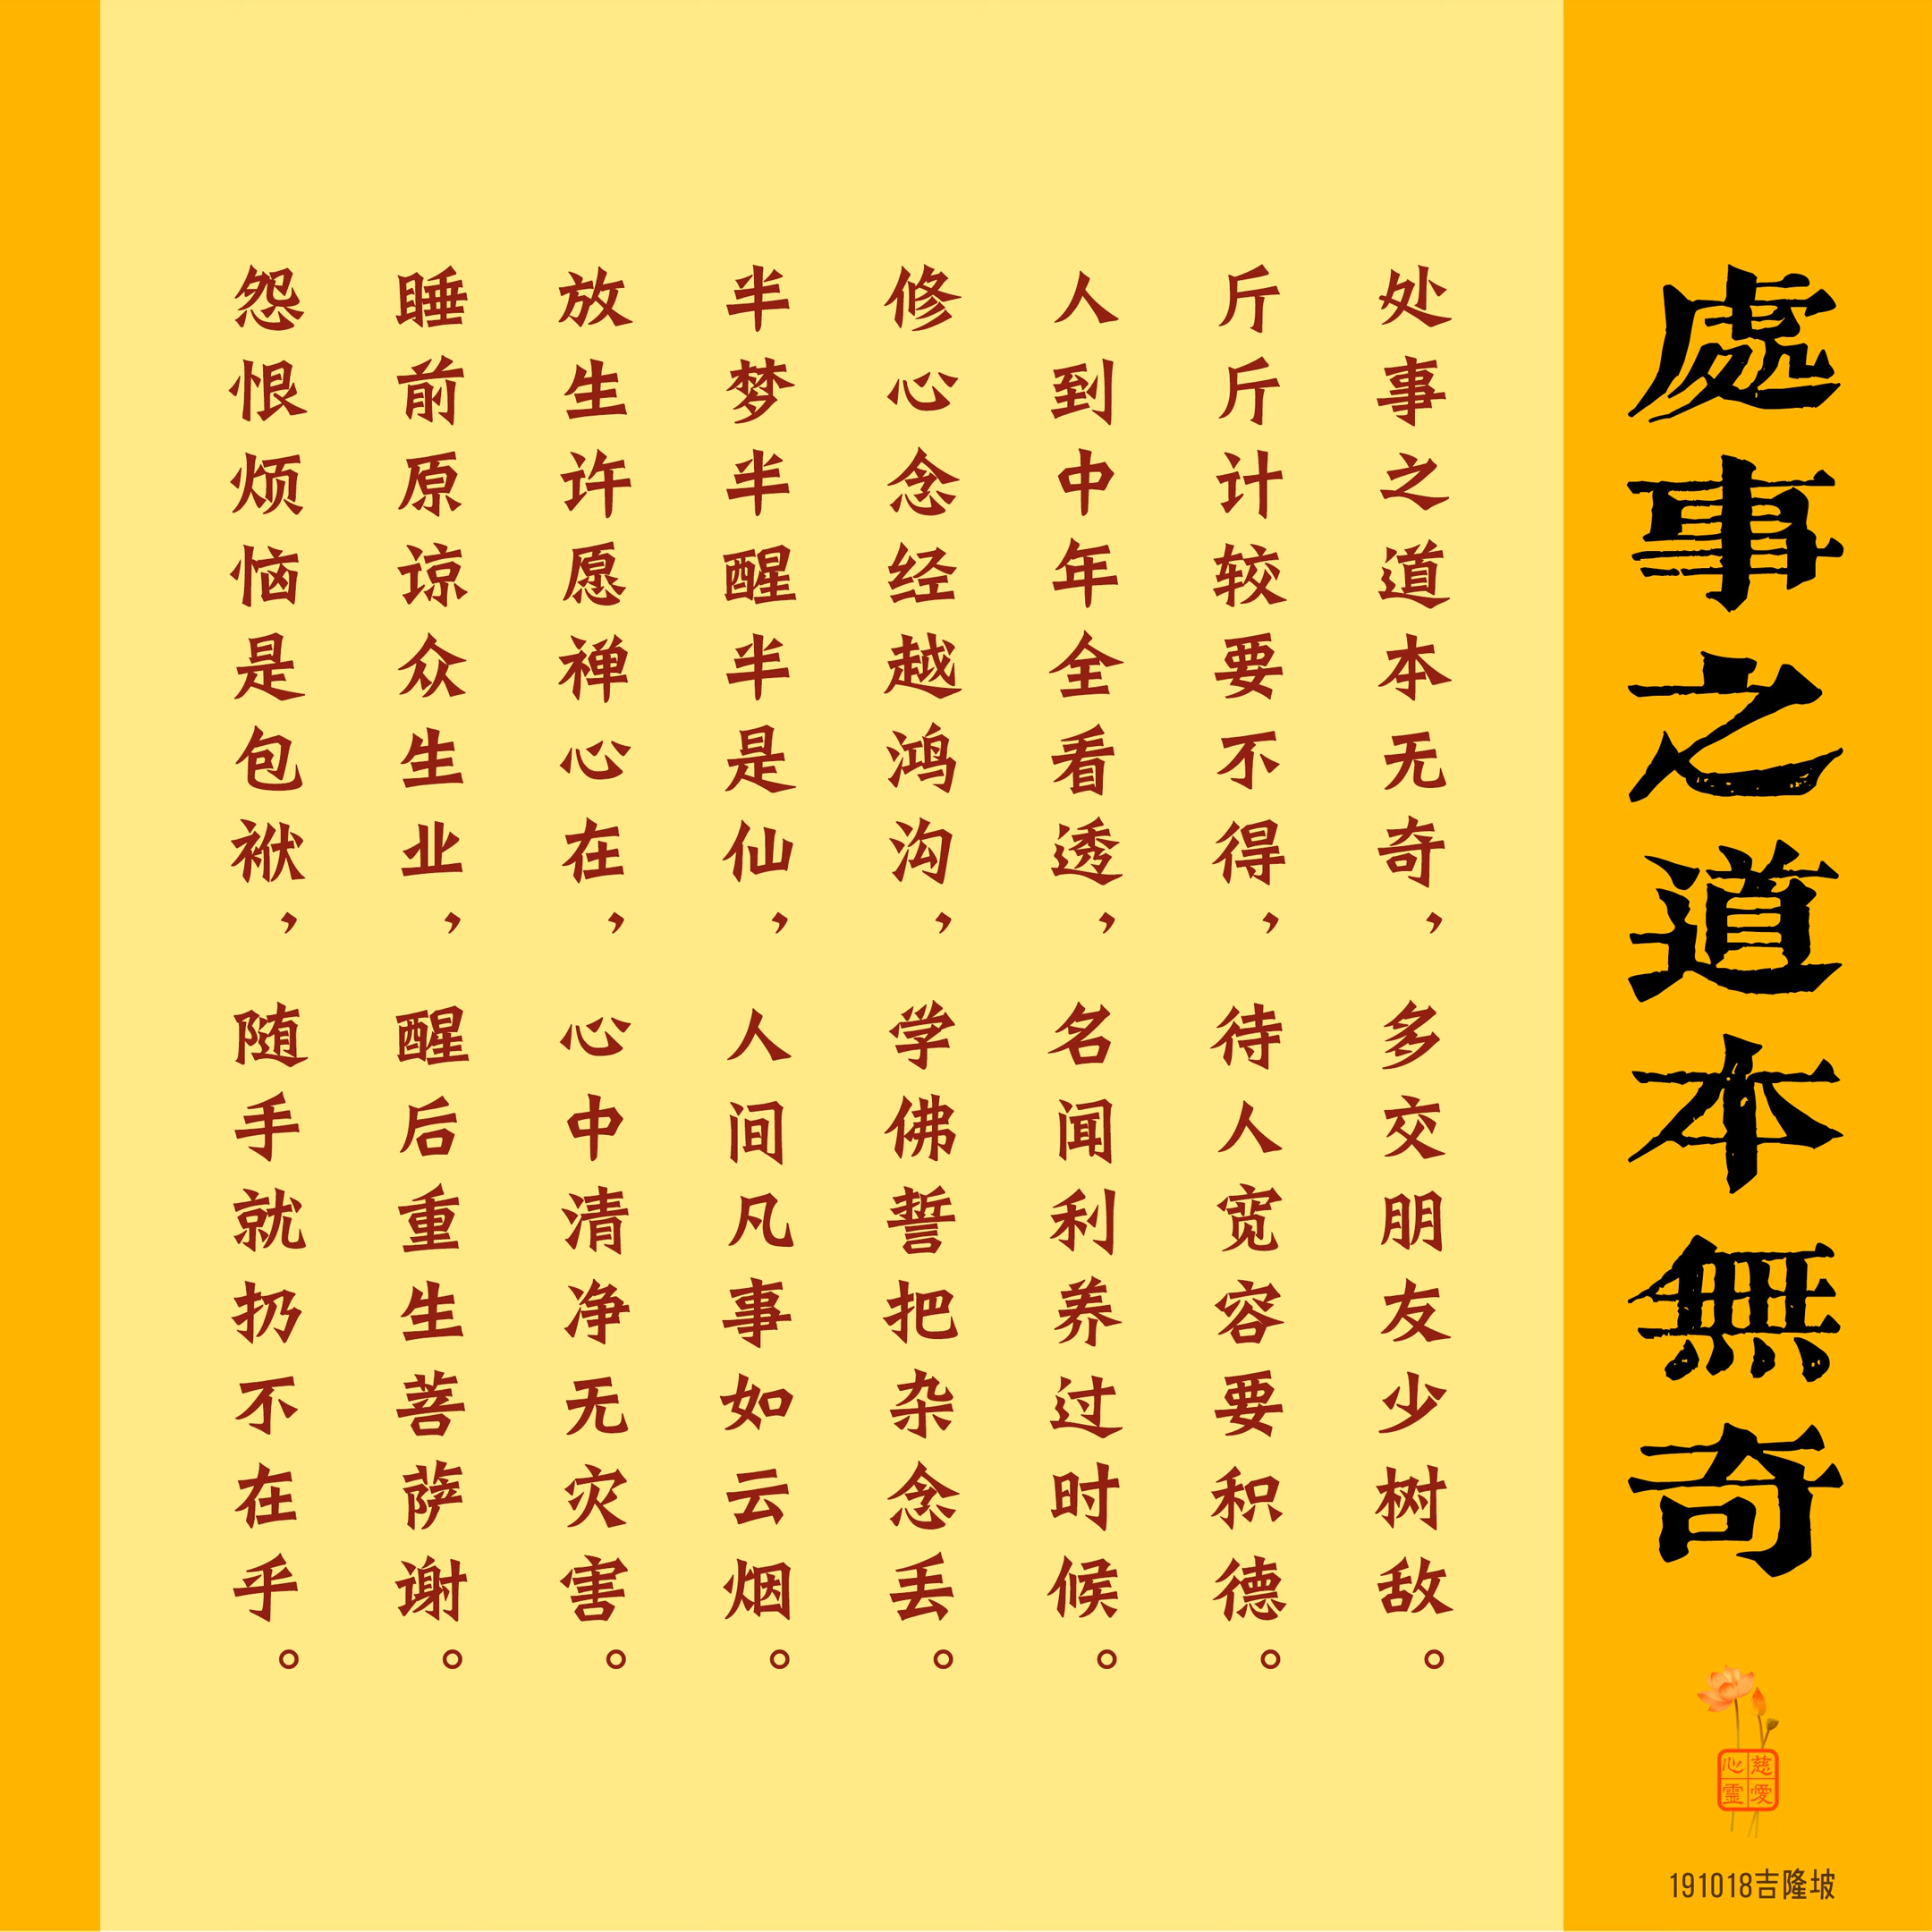 處事之道本無奇
处事之道本无奇，多交朋友少树敌。
斤斤计较要不得，待人宽容要积德。
人到中年全看透，名闻利养过时候。
修心念经越鸿沟，学佛誓把杂念丢。
半梦半醒半是仙，人间凡事如云烟。
放生许愿禅心在，心中清净无灾害。
睡前原谅众生业，醒后重生菩萨谢。
怨恨烦恼是包袱，随手就扔不在乎。
慈愛
心靈
191018吉隆坡